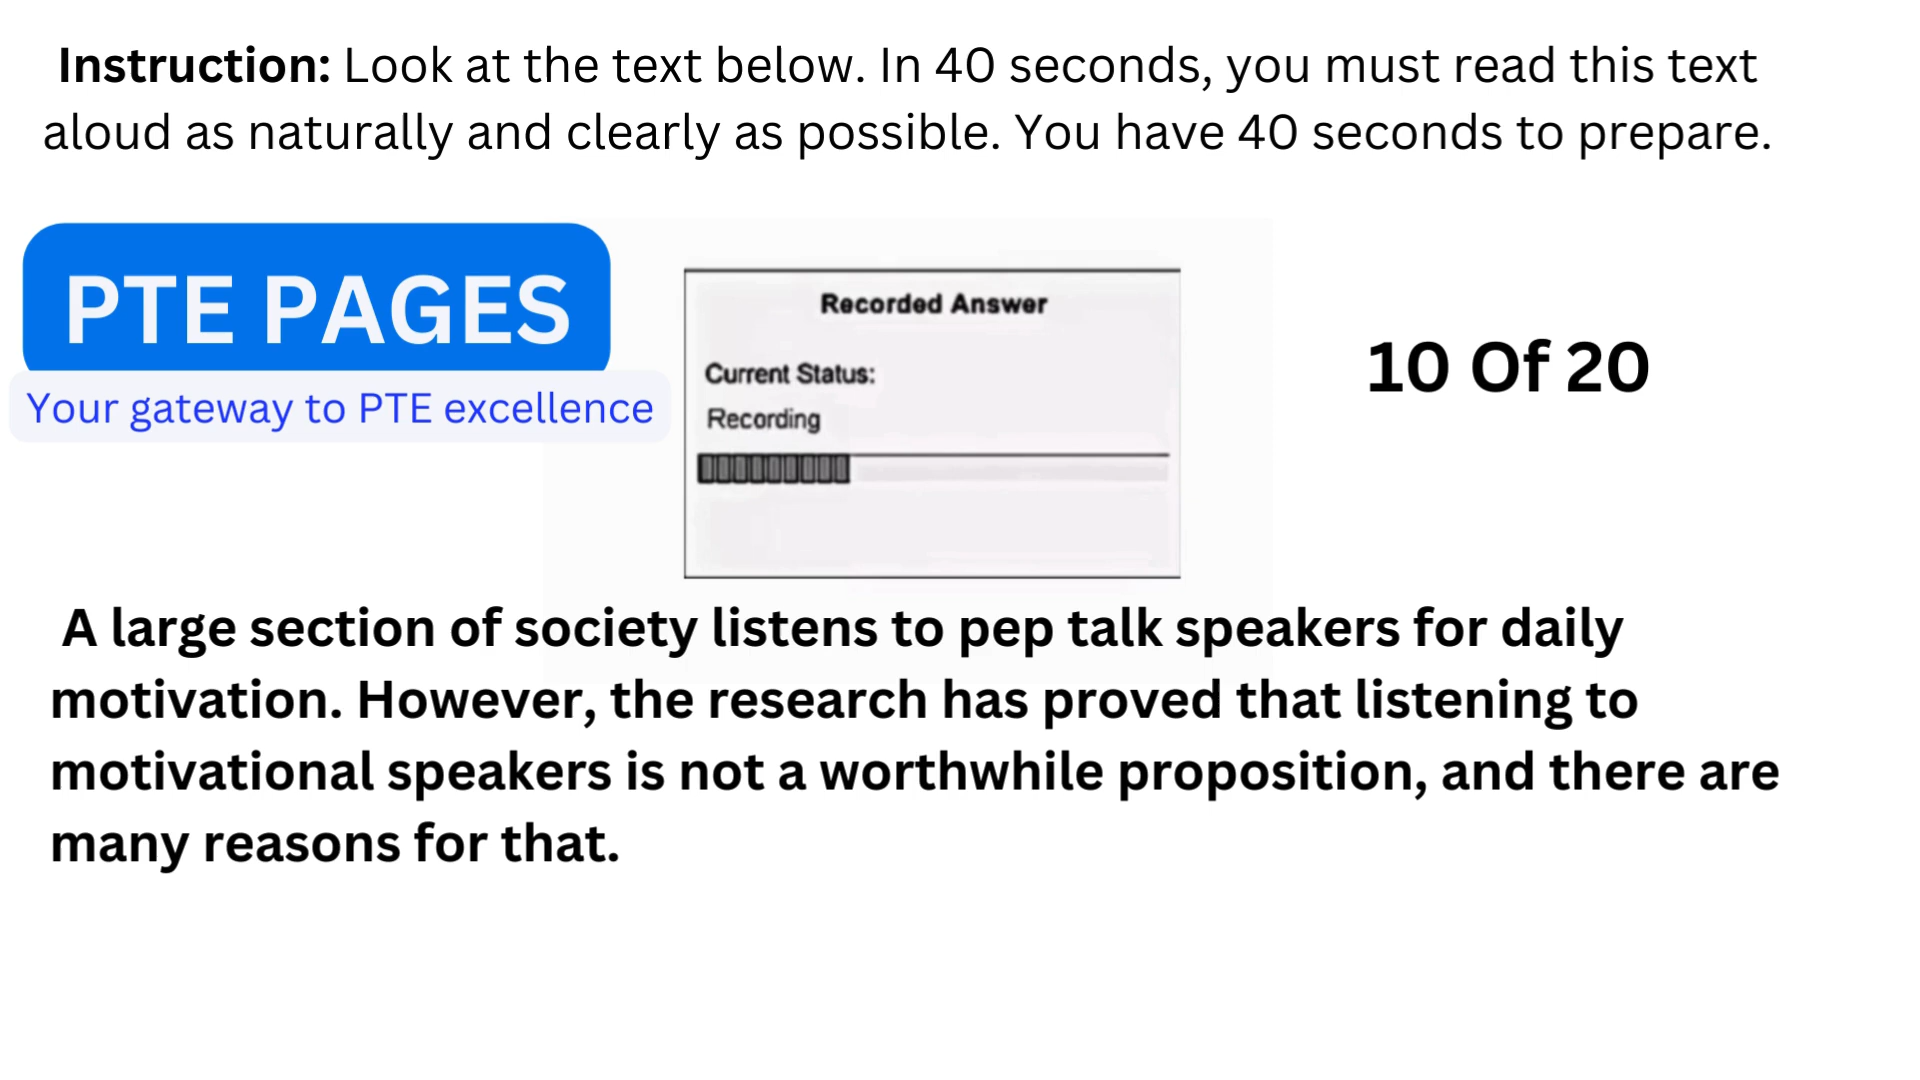 Instruction: Look at the text below. In 40 seconds, you must read this text
aloud as naturally and clearly as possible. You have 40 seconds to prepare.
PTE PAGES
Your gateway to PTE excellence
Recorded Answer
Current Status:
Recording
10 Of 20
A large section of society listens to pep talk speakers for daily
motivation. However, the research has proved that listening to
motivational speakers is not a worthwhile proposition, and there are
many reasons for that.